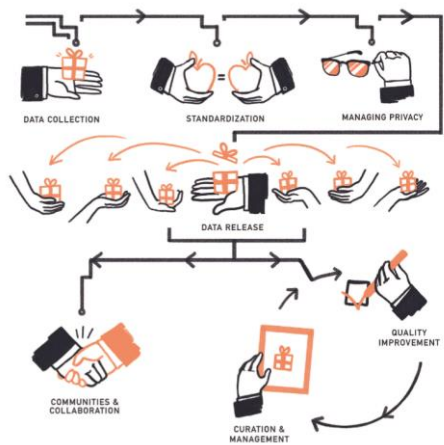 DATA COLLECTION
STANDARDIZATION
MANAGING PRIVACY
DATA RELEASE
QUALITY
IMPROVEMENT
COMMUNITIES &
COLLABORATION
CURATION &
MANAGEMENT